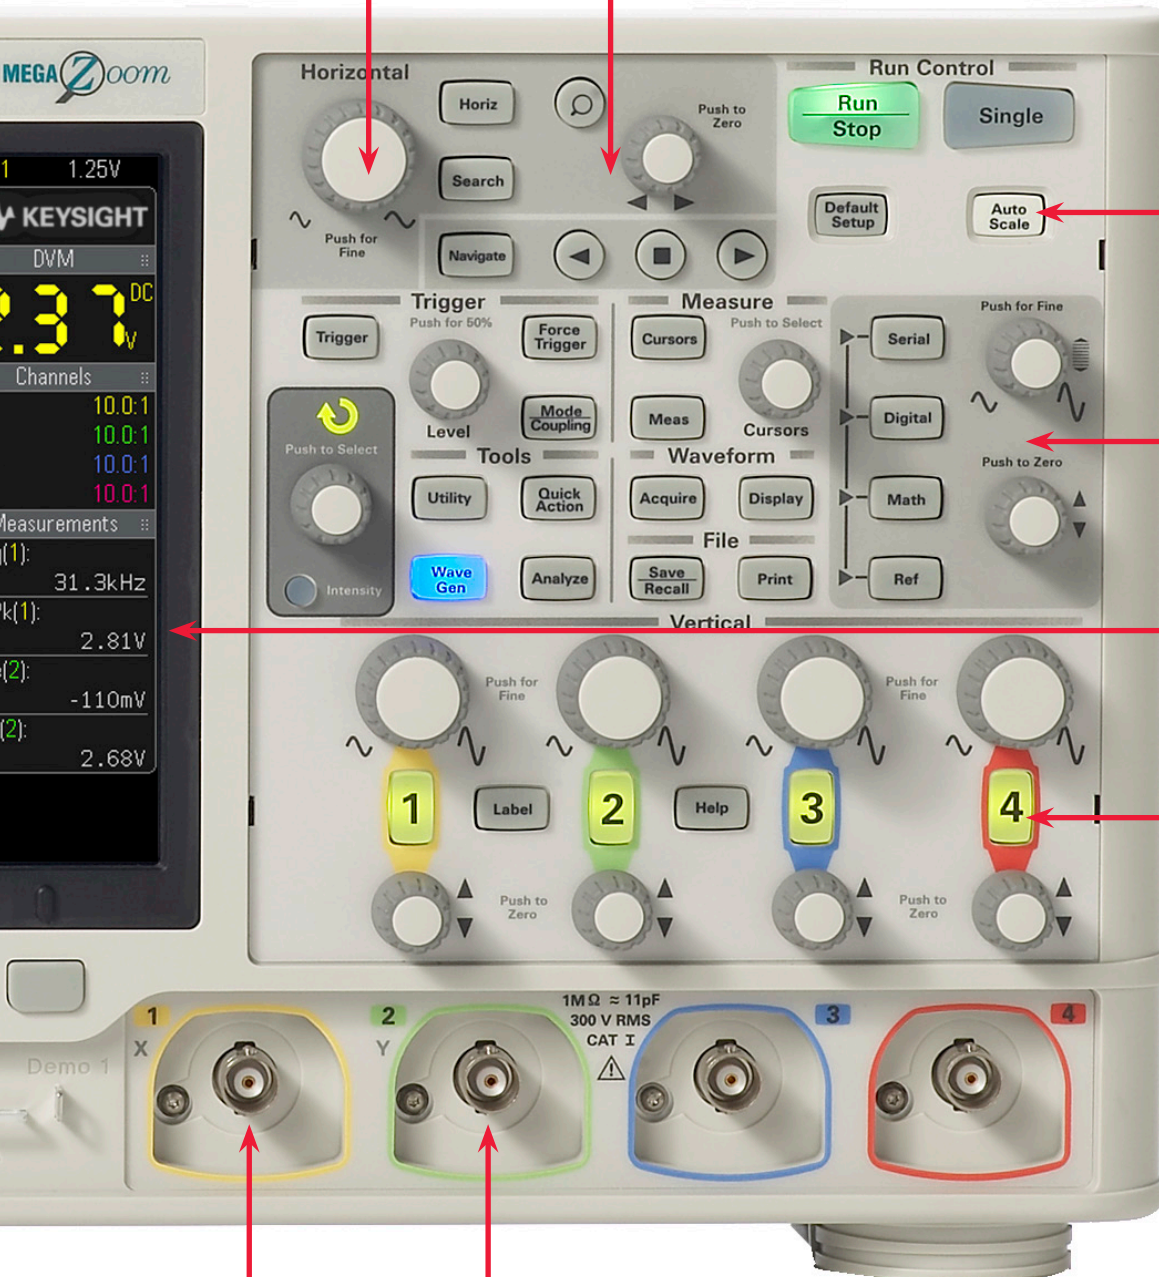 MEGA Zoom
1 1.25V
KEYSIGHT
DVM
.37 DC
V
Channels
10.0:1
10.0:1
10.0:1
10.0:1
Measurements
(1):
31.3kHz
k(1):
2.81V
(2):
-110mV
(2):
2.68V
Horizontal
Horiz
Push to
Zero
Search
Push for
Fine
Navigate
Run Control
Run
Stop
Single
Default
Setup
Auto
Scale
Trigger
Push for 50%
Trigger
Force
Trigger
Level
Mode
Coupling
Push to Select
Intensity
Measure
Push to Select
Cursors
Meas
Cursors
Tools
Utility
Quick
Action
Wave
Gen
Analyze
Waveform
Acquire
Display
File
Save
Recall
Print
Push for Fine
Serial
Digital
Push to Zero
Math
Ref
Vertical
Push for
Fine
Push for
Fine
1
Label
2
Help
3
4
Push to
Zero
Push to
Zero
1
X
2
Y
1MΩ ≈ 11pF
300 V RMS
CAT I
3
4
Demo 1